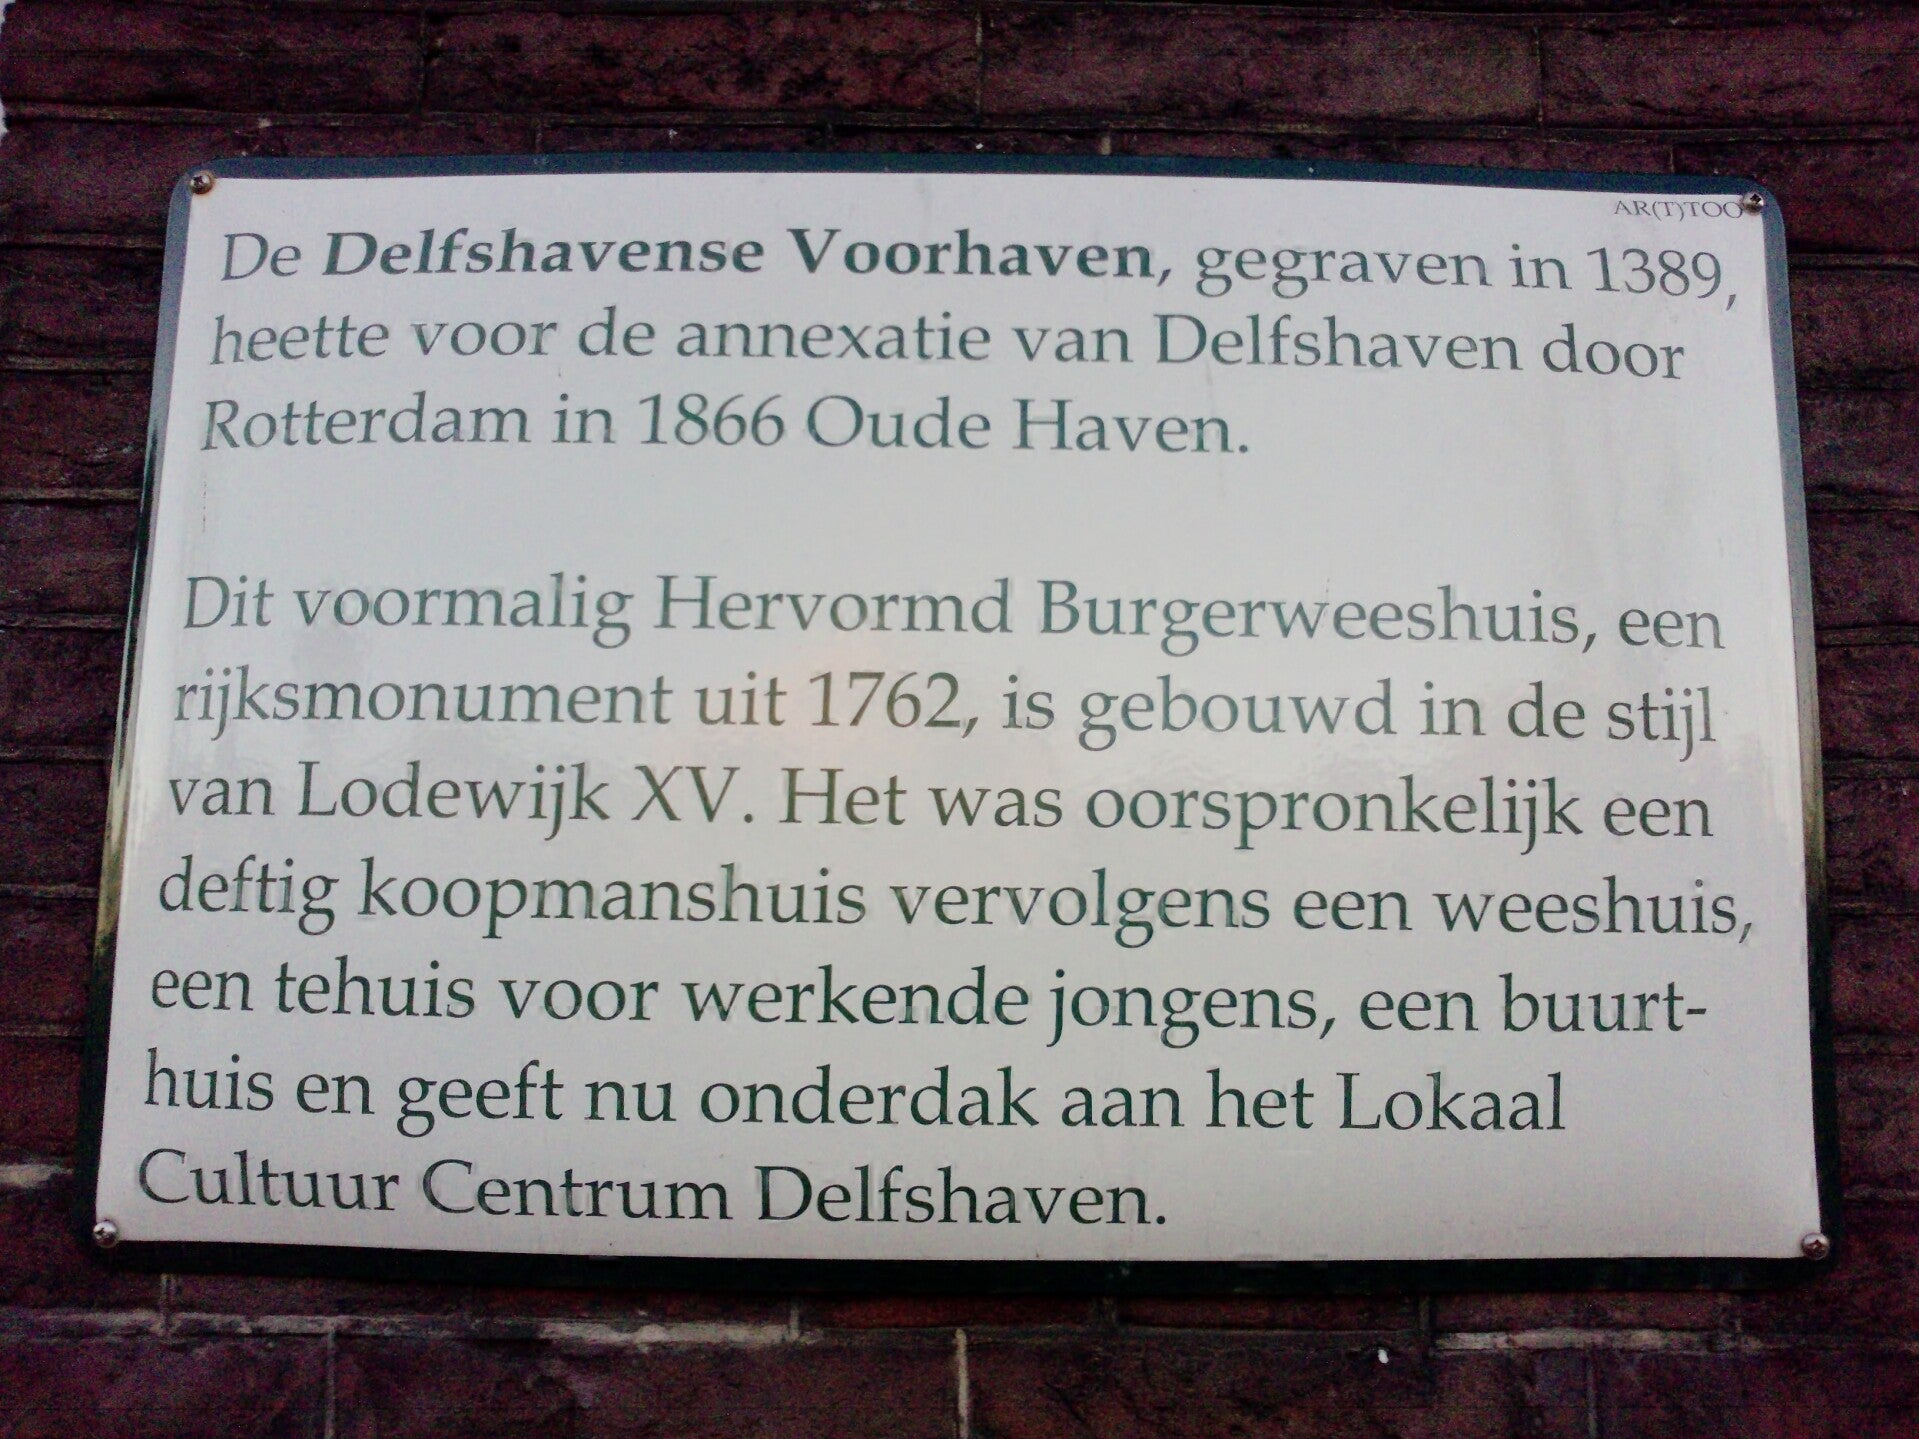 AR(T)TOO
De Delfshavense Voorhaven, gegraven in 1389,
heette voor de annexatie van Delfshaven door
Rotterdam in 1866 Oude Haven.
Dit voormalig Hervormd Burgerweeshuis, een
rijksmonument uit 1762, is gebouwd in de stijl
van Lodewijk XV. Het was oorspronkelijk een
deftig koopmanshuis vervolgens een weeshuis,
een tehuis voor werkende jongens, een buurt-
huis en geeft nu onderdak aan het Lokaal
Cultuur Centrum Delfshaven.